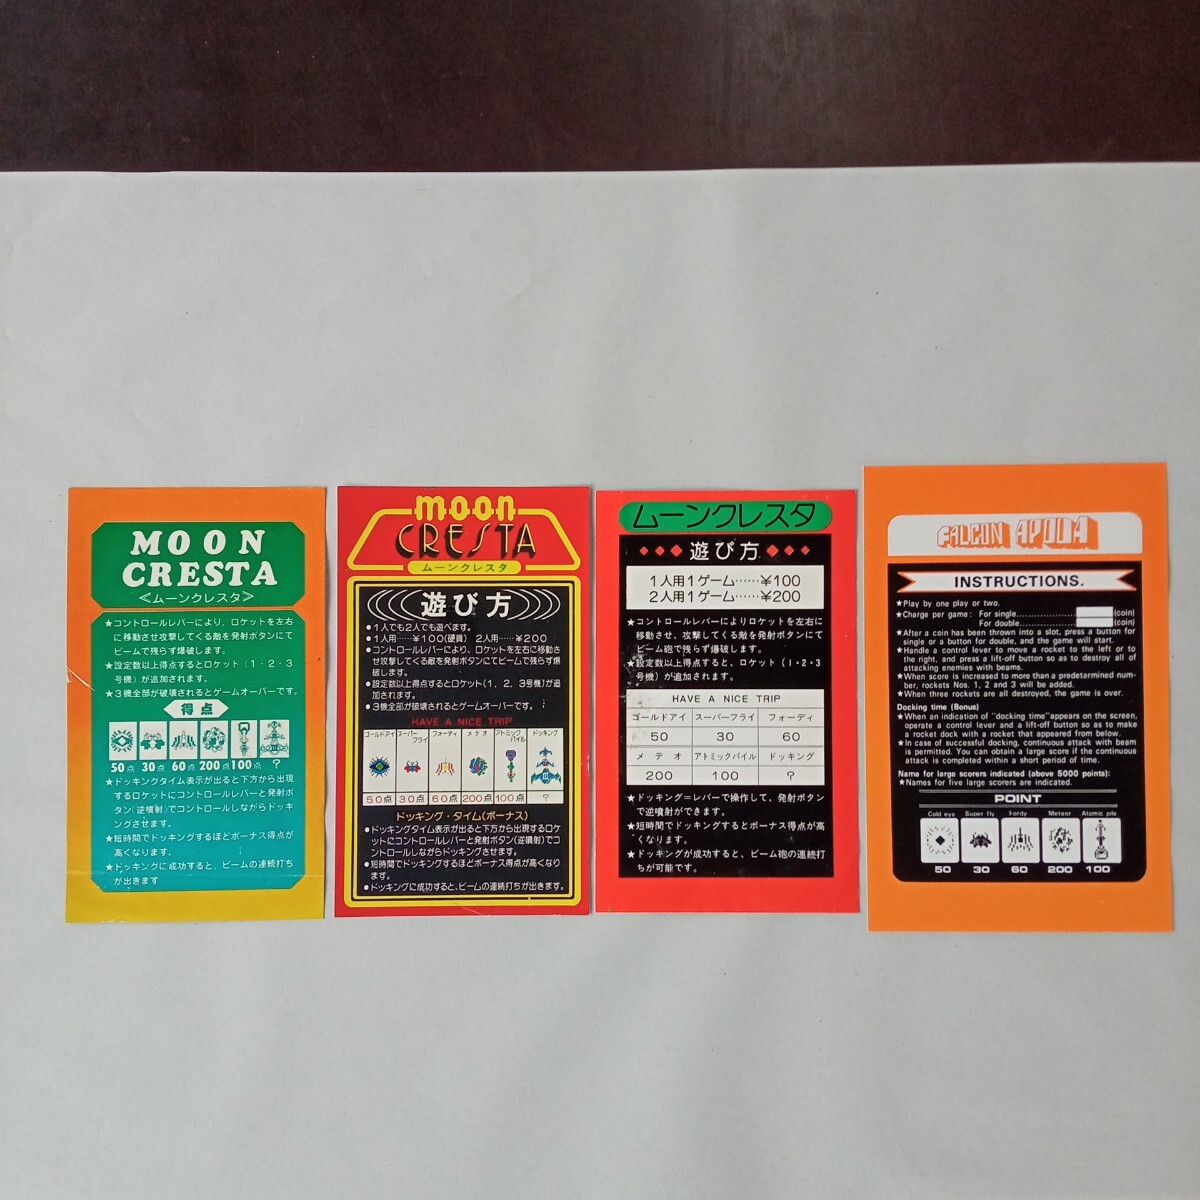 MOON
CRESTA
≪ムーンクレスタ≫
★コントロールレバーにより、ロケットを左右
に移動させ攻撃してくる敵を発射ボタンにて
ビームで残らず爆破します。
★設定数以上得点するとロケット（1・2・3
号機）が追加されます。
★3機全部が破壊されるとゲームオーバーです。
得点
50点 30点 60点 200点 100点 ?
★ドッキングタイム表示が出ると下方から出現
するロケットにコントロールレバーと発射ボ
タン(逆噴射)でコントロールしながらドッキ
ングさせます。
★短時間でドッキングするほどボーナス得点が
高くなります。
★ドッキングに成功すると、ビームの連続打ち
が出きます
moon
CRESTA
ムーンクレスタ
遊び方
●1人でも2人でも遊べます。
●1人用……￥100(硬貨) 2人用……￥200
●コントロールレバーにより、ロケットを左右に移動さ
せ攻撃してくる敵を発射ボタンにてビームで残らず爆
破します。
●設定数以上得点するとロケット(1, 2, 3号機)が追
加されます。
●3機全部が破壊されるとゲームオーバーです。
HAVE A NICE TRIP
ゴールドアイ スーパーフライ フォーディ メテオ アトミックパイル ドッキング
50点 30点 60点 200点 100点 ?
ドッキング・タイム(ボーナス)
●ドッキングタイム表示が出ると下方から出現するロケ
ットにコントロールレバーと発射ボタン(逆噴射)でコ
ントロールしながらドッキングさせます。
●短時間でドッキングするほどボーナス得点が高くなり
ます。
●ドッキングに成功すると、ビームの連続打ちが出きます。
ムーンクレスタ
遊び方
1人用1ゲーム……￥100
2人用1ゲーム……￥200
★コントロールレバーによりロケットを左右に
移動させ、攻撃してくる敵を発射ボタンにて
ビーム砲で残らず爆破します。
★設定数以上得点すると、ロケット（1・2・3
号機）が追加されます。
HAVE A NICE TRIP
ゴールドアイ スーパーフライ フォーディ
50 30 60
メテオ アトミックパイル ドッキング
200 100 ?
★ドッキング＝レバーで操作して、発射ボタン
で逆噴射ができます。
★短時間でドッキングするとボーナス得点が高
くなります。
★ドッキングが成功すると、ビーム砲の連続打
ちが可能です。
FALCON
INSTRUCTIONS.
★Play by one play or two.
★Charge per game: For single (coin)
For double (coin)
★After a coin has been thrown into a slot, press a button for
single or a button for double, and the game will start.
★Handle a control lever to move a rocket to the left or to
the right, and press a lift-off button so as to destroy all of
attacking enemies with beams.
★When score is increased to more than a predetermined num-
ber, rockets Nos. 1, 2 and 3 will be added.
★When three rockets are all destroyed, the game is over.
Docking time (Bonus)
★When an indication of "docking time" appears on the screen,
operate a control lever and a lift-off button so as to make
a rocket dock with a rocket that appeared from below.
★In case of successful docking, continuous attack with beam
is permitted. You can obtain a large score if the continuous
attack is completed within a short period of time.
Name for large scorers indicated (above 5000 points):
★Names for five large scorers are indicated.
POINT
Cold eye Super fly Fordy Meteor Atomic pile
50 30 60 200 100